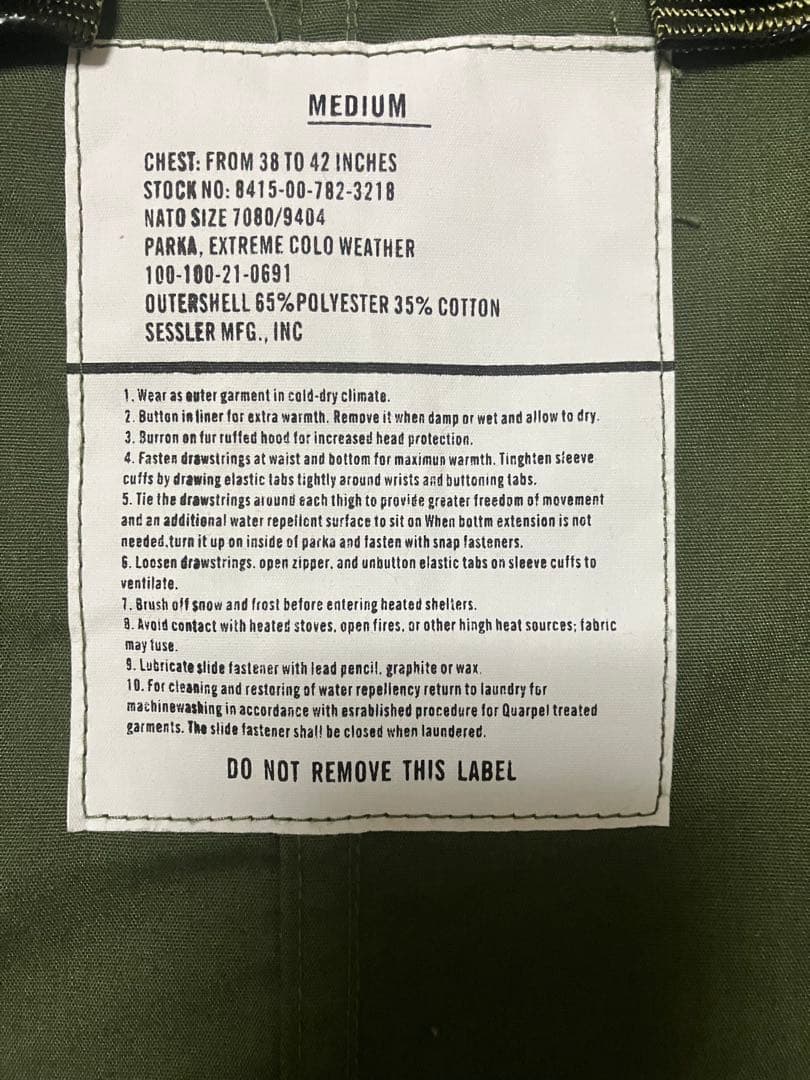 MEDIUM
CHEST: FROM 38 TO 42 INCHES
STOCK NO: 8415-00-782-3218
NATO SIZE 7080/9404
PARKA, EXTREME COLD WEATHER
100-100-21-0691
OUTERSHELL 65%POLYESTER 35% COTTON
SESSLER MFG., INC
1. Wear as outer garment in cold-dry climate.
2. Button in liner for extra warmth. Remove it when damp or wet and allow to dry.
3. Burron on fur ruffed hood for increased head protection.
4. Fasten drawstrings at waist and bottom for maximun warmth. Tinghten sleeve
cuffs by drawing elastic tabs tightly around wrists and buttoning tabs.
5. Tie the drawstrings around each thigh to provide greater freedom of movement
and an additional water repellent surface to sit on When bottm extension is not
needed,turn it up on inside of parka and fasten with snap fasteners.
6. Loosen drawstrings. open zipper, and unbutton elastic tabs on sleeve cuffs to
ventilate.
7. Brush off snow and frost before entering heated shelters.
8. Avoid contact with heated stoves, open fires, or other hingh heat sources; fabric
may fuse.
9. Lubricate slide fastener with lead pencil, graphite or wax.
10. For cleaning and restoring of water repellency return to laundry for
machinewashing in accordance with esrablished procedure for Quarpel treated
garments. The slide fastener shall be closed when laundered.
DO NOT REMOVE THIS LABEL